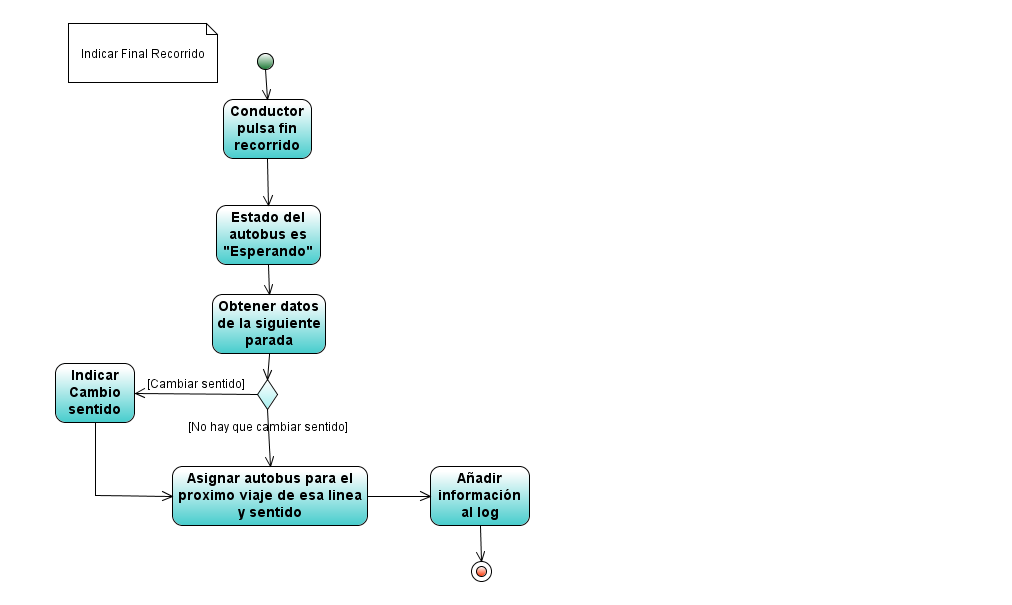 Indicar Final Recorrido
Conductor
pulsa fin
recorrido
Estado del
autobus es
"Esperando"
Obtener datos
de la siguiente
parada
Indicar
Cambio
sentido
[Cambiar sentido]
[No hay que cambiar sentido]
Asignar autobus para el
proximo viaje de esa linea
y sentido
Añadir
información
al log